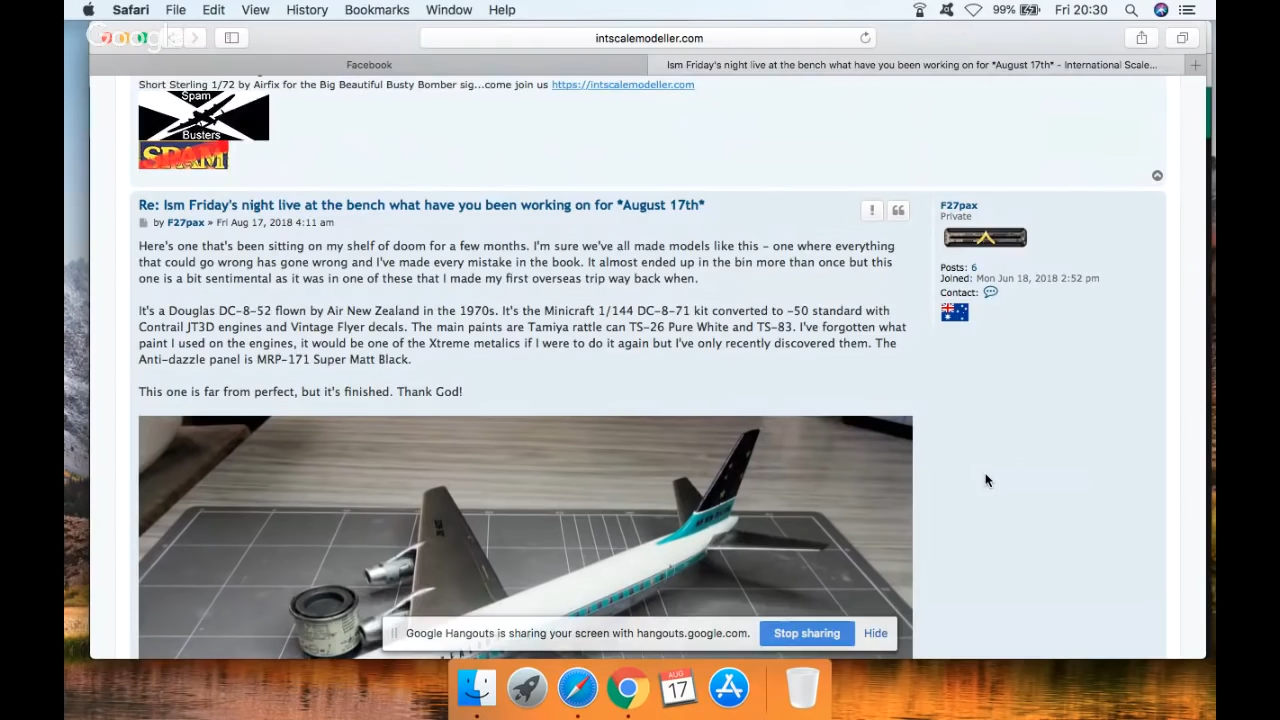 Safari File Edit View History Bookmarks Window Help 99% Fri 20:30
Google
intscalemodeller.com
Facebook
Ism Friday's night live at the bench what have you been working on for *August 17th* - International Scale...
Short Sterling 1/72 by Airfix for the Big Beautiful Busty Bomber sig...come join us https://intscalemodeller.com
Spam
Busters
SPAM
Re: Ism Friday's night live at the bench what have you been working on for *August 17th*
by F27pax » Fri Aug 17, 2018 4:11 am
Here's one that's been sitting on my shelf of doom for a few months. I'm sure we've all made models like this - one where everything
that could go wrong has gone wrong and I've made every mistake in the book. It almost ended up in the bin more than once but this
one is a bit sentimental as it was in one of these that I made my first overseas trip way back when.
It's a Douglas DC-8-52 flown by Air New Zealand in the 1970s. It's the Minicraft 1/144 DC-8-71 kit converted to -50 standard with
Contrail JT3D engines and Vintage Flyer decals. The main paints are Tamiya rattle can TS-26 Pure White and TS-83. I've forgotten what
paint I used on the engines, it would be one of the Xtreme metalics if I were to do it again but I've only recently discovered them. The
Anti-dazzle panel is MRP-171 Super Matt Black.
This one is far from perfect, but it's finished. Thank God!
F27pax
Private
Posts: 6
Joined: Mon Jun 18, 2018 2:52 pm
Contact:
Google Hangouts is sharing your screen with hangouts.google.com. Stop sharing Hide
AUG
17